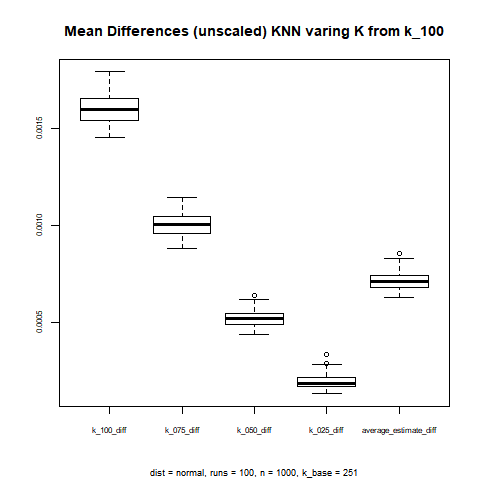 Mean Differences (unscaled) KNN varing K from k_100
0.0015
0.0010
0.0005
k_100_diff k_075_diff k_050_diff k_025_diff average_estimate_diff
dist = normal, runs = 100, n = 1000, k_base = 251